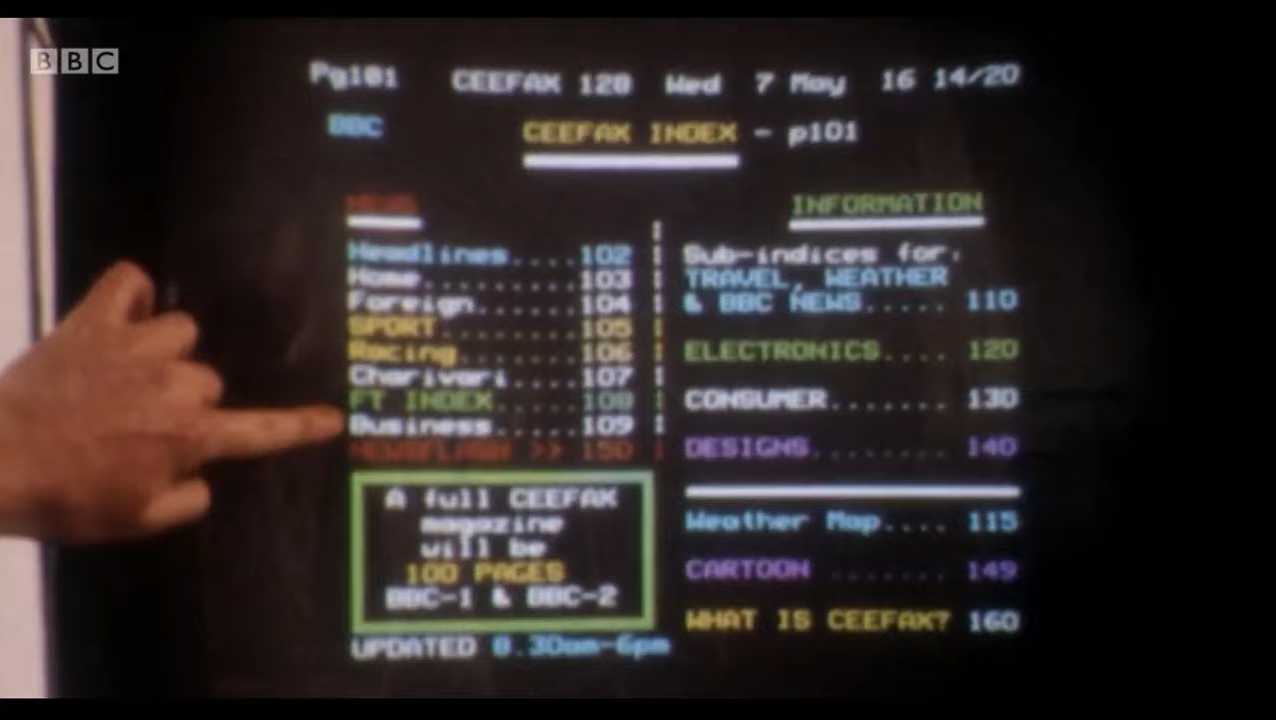 BBC
Pg101 CEEFAX 120 Wed 7 May 16 14/20
BBC
CEEFAX INDEX - p101
NEWS
Headlines....102
Home........103
Foreign......104
SPORT.......105
Racing.......106
Charivari....107
FT INDEX.....108
Business.....109
NEWSFLASH >> 150
A full CEEFAX
magazine
will be
100 PAGES
BBC-1 & BBC-2
UPDATED 8.30am-6pm
INFORMATION
Sub-indices for:
TRAVEL, WEATHER
& BBC NEWS..... 110
ELECTRONICS.... 120
CONSUMER....... 130
DESIGNS........ 140
Weather Map.... 115
CARTOON ....... 149
WHAT IS CEEFAX? 160